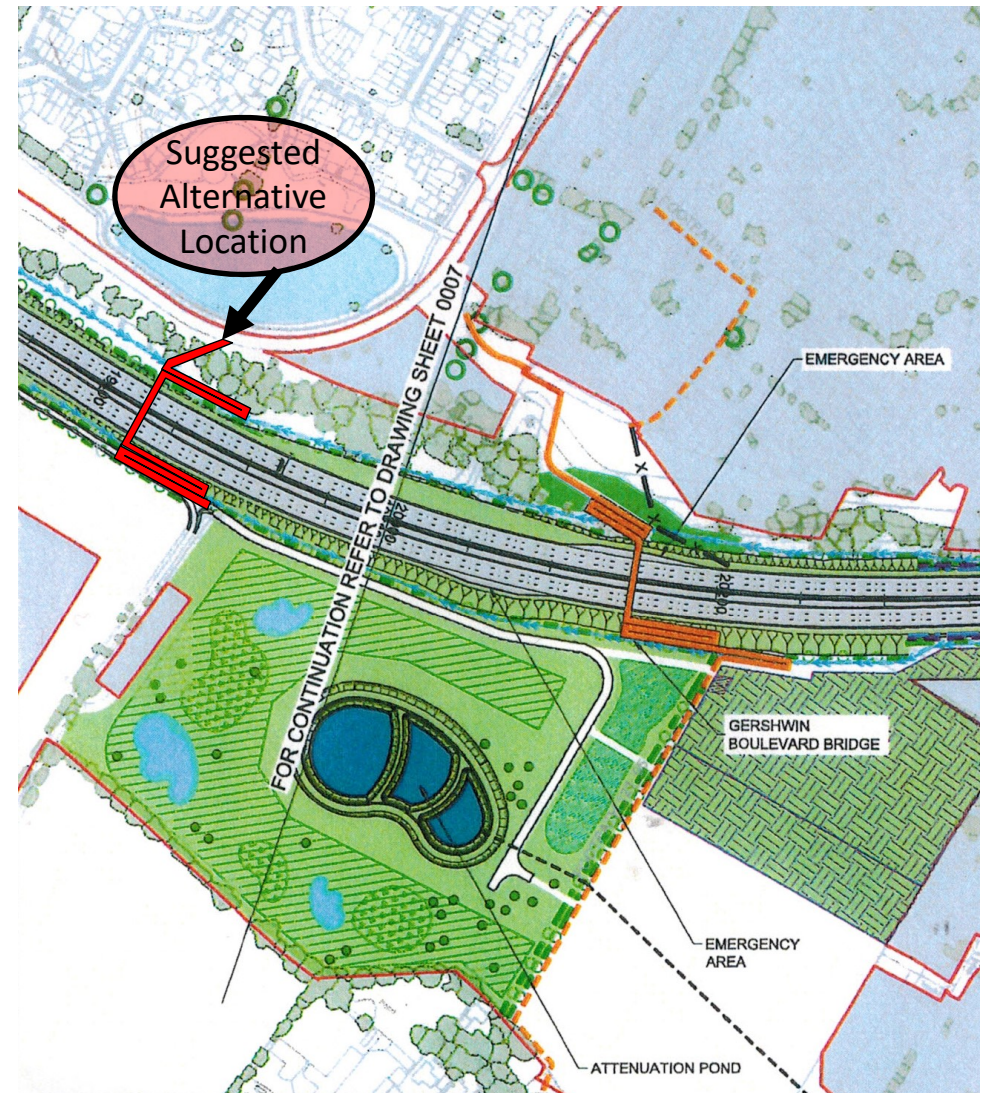 Suggested
Alternative
Location
FOR CONTINUATION REFER TO DRAWING SHEET 0007
EMERGENCY AREA
GERSHWIN
BOULEVARD BRIDGE
EMERGENCY
AREA
ATTENUATION POND